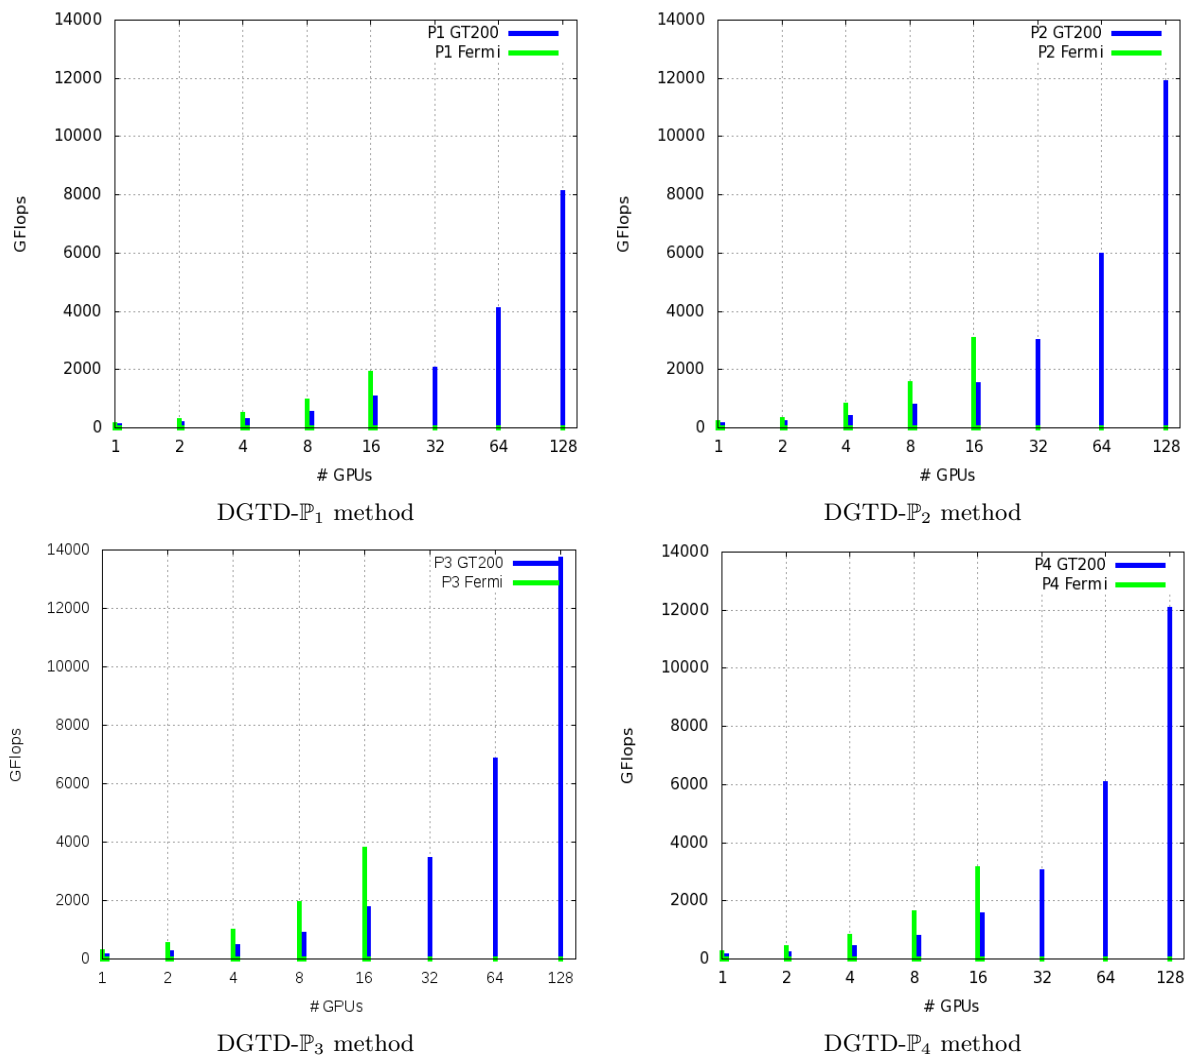 14000
12000
10000
8000
6000
4000
2000
0
GFlops
P1 GT200
P1 Fermi
1 2 4 8 16 32 64 128
# GPUs
DGTD-ℙ₁ method
14000
12000
10000
8000
6000
4000
2000
0
GFlops
P2 GT200
P2 Fermi
1 2 4 8 16 32 64 128
# GPUs
DGTD-ℙ₂ method
14000
12000
10000
8000
6000
4000
2000
0
GFlops
P3 GT200
P3 Fermi
1 2 4 8 16 32 64 128
# GPUs
DGTD-ℙ₃ method
14000
12000
10000
8000
6000
4000
2000
0
GFlops
P4 GT200
P4 Fermi
1 2 4 8 16 32 64 128
# GPUs
DGTD-ℙ₄ method